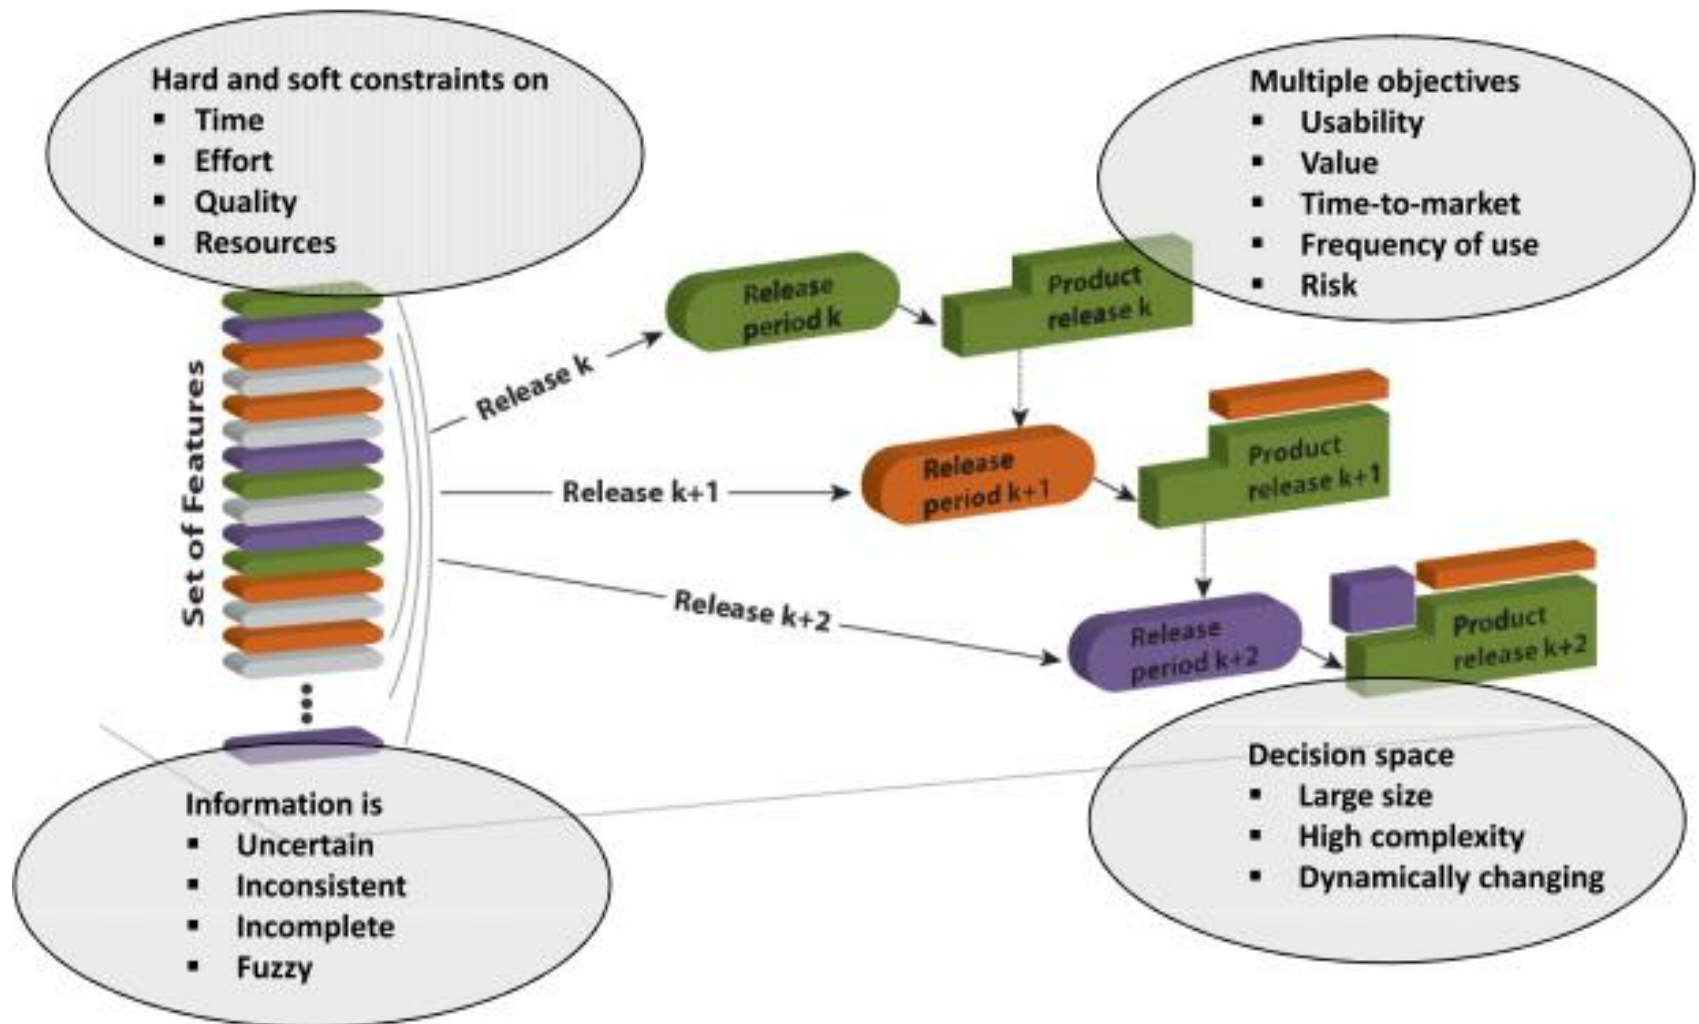 Hard and soft constraints on
▪ Time
▪ Effort
▪ Quality
▪ Resources
Multiple objectives
▪ Usability
▪ Value
▪ Time-to-market
▪ Frequency of use
▪ Risk
Set of Features
Release k
Release
period k
Product
release k
Release k+1
Release
period k+1
Product
release k+1
Release k+2
Release
period k+2
Product
release k+2
Information is
▪ Uncertain
▪ Inconsistent
▪ Incomplete
▪ Fuzzy
Decision space
▪ Large size
▪ High complexity
▪ Dynamically changing